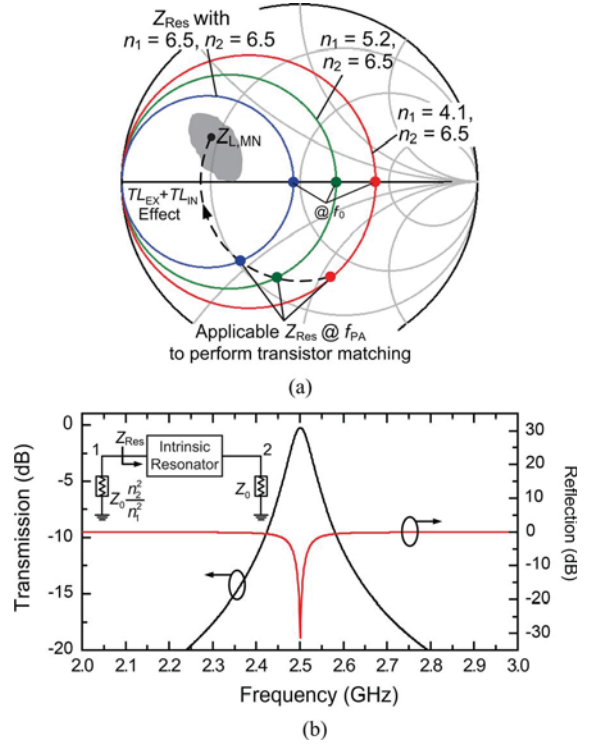 Z_Res with
n₁ = 6.5, n₂ = 6.5
n₁ = 5.2,
n₂ = 6.5
n₁ = 4.1,
n₂ = 6.5
Z_L,MN
TL_EX+TL_IN
Effect
@ f₀
Applicable Z_Res @ f_PA
to perform transistor matching
(a)
Transmission (dB)
0
-5
-10
-15
-20
1
Z_Res
Intrinsic
Resonator
2
Z₀ n₂²/n₁²
Z₀
30
20
10
0
-10
-20
-30
Reflection (dB)
2.0 2.1 2.2 2.3 2.4 2.5 2.6 2.7 2.8 2.9 3.0
Frequency (GHz)
(b)